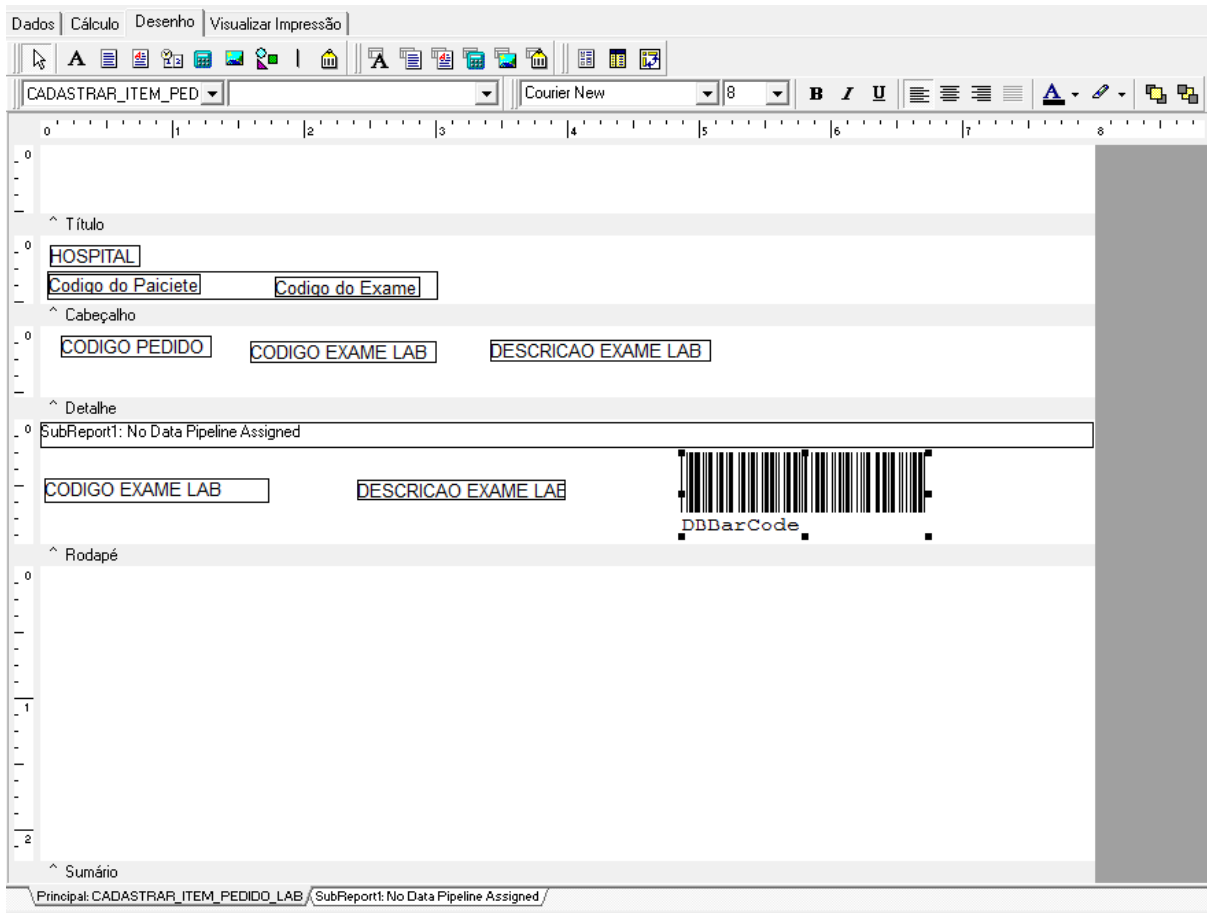 Dados Cálculo Desenho Visualizar Impressão
CADASTRAR_ITEM_PED Courier New 8 B I U A
0 1 2 3 4 5 6 7 8
0
^ Título
0
HOSPITAL
Codigo do Paiciete Codigo do Exame
^ Cabeçalho
0
CODIGO PEDIDO CODIGO EXAME LAB DESCRICAO EXAME LAB
^ Detalhe
0
SubReport1: No Data Pipeline Assigned
CODIGO EXAME LAB DESCRICAO EXAME LAB
DBBarCode
^ Rodapé
0
1
2
^ Sumário
Principal: CADASTRAR_ITEM_PEDIDO_LAB SubReport1: No Data Pipeline Assigned